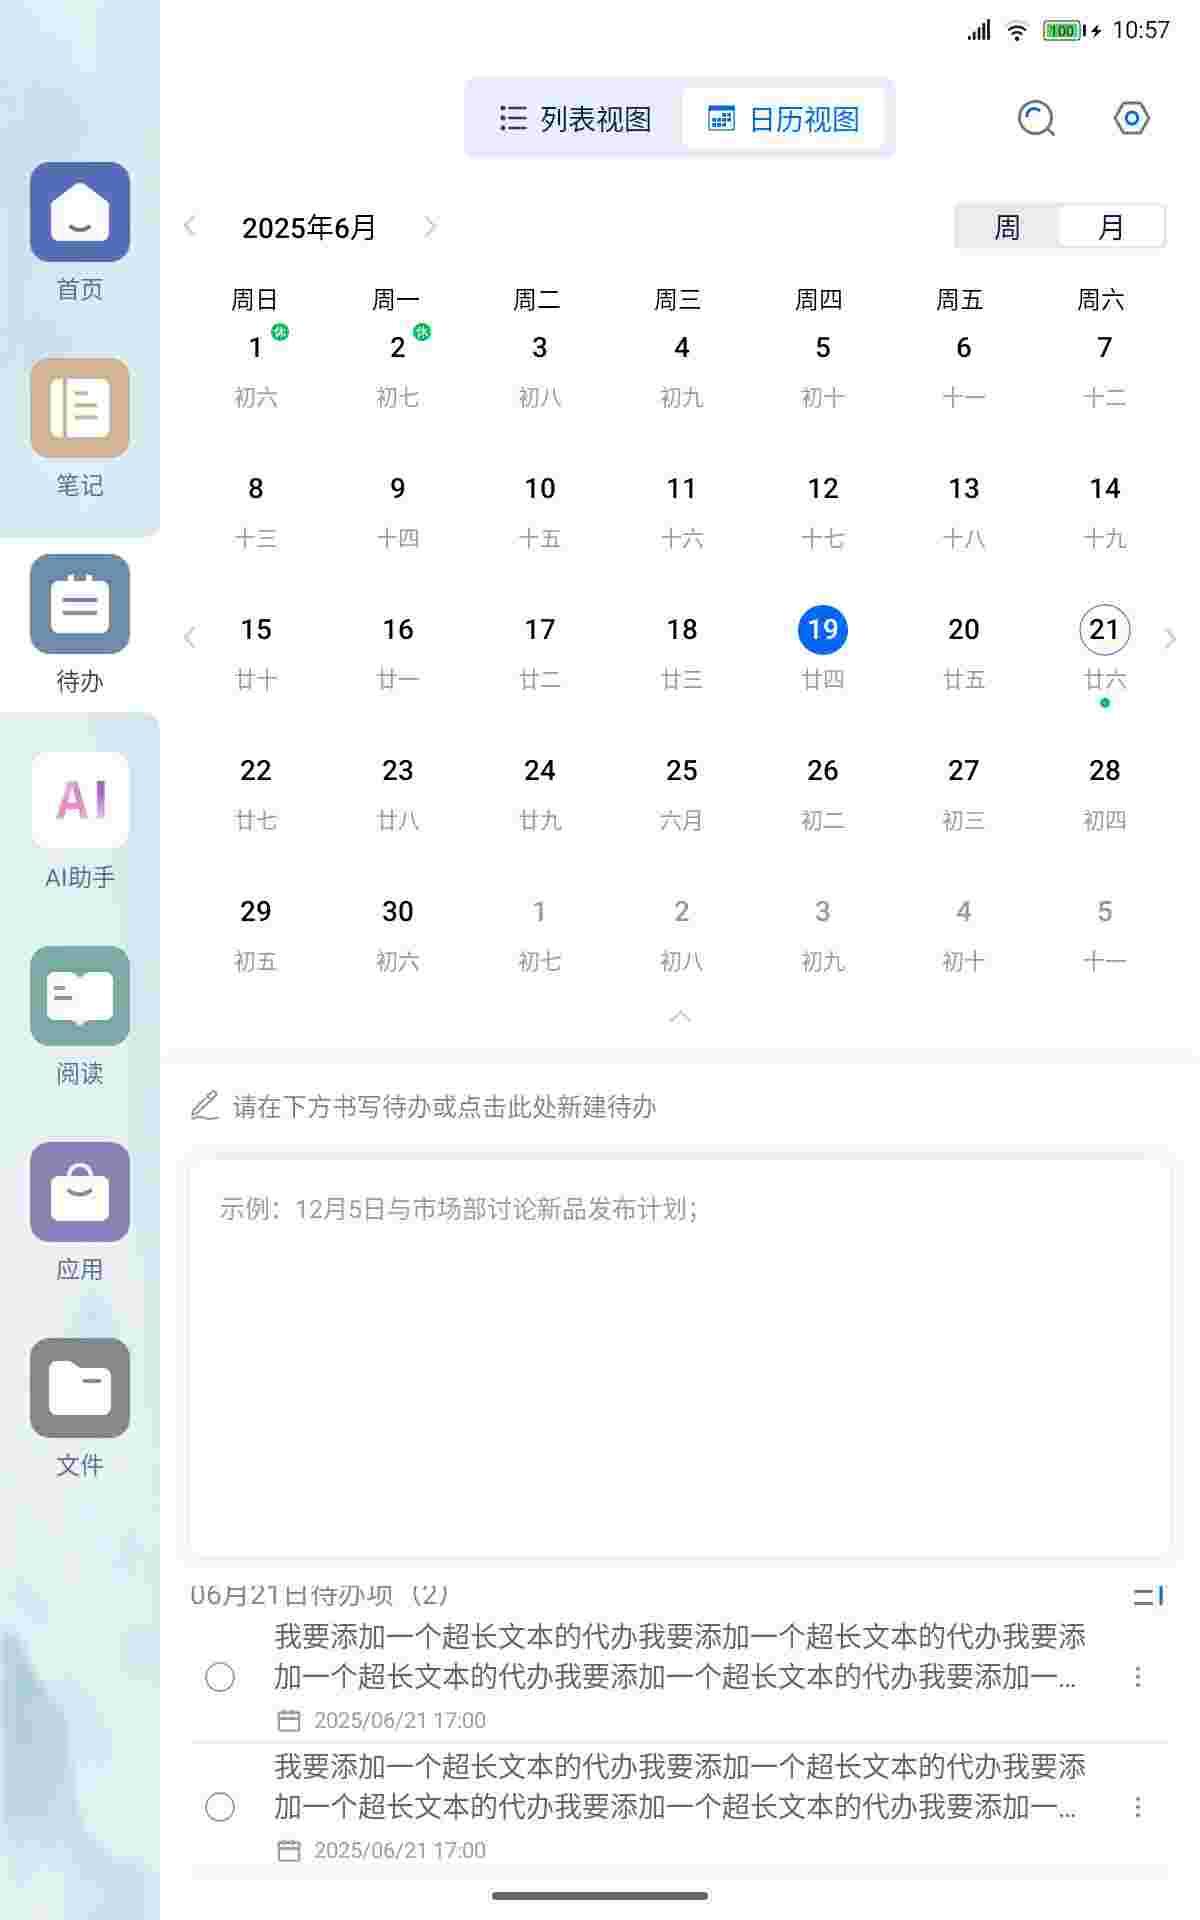 100 10:57
列表视图 日历视图
首页
笔记
待办
AI
AI助手
阅读
应用
文件
2025年6月
周 月
周日 周一 周二 周三 周四 周五 周六
休 休
1 2 3 4 5 6 7
初六 初七 初八 初九 初十 十一 十二
8 9 10 11 12 13 14
十三 十四 十五 十六 十七 十八 十九
15 16 17 18 19 20 21
廿十 廿一 廿二 廿三 廿四 廿五 廿六
22 23 24 25 26 27 28
廿七 廿八 廿九 六月 初二 初三 初四
29 30 1 2 3 4 5
初五 初六 初七 初八 初九 初十 十一
请在下方书写待办或点击此处新建待办
示例：12月5日与市场部讨论新品发布计划；
06月21日待办项（2）
我要添加一个超长文本的代办我要添加一个超长文本的代办我要添
加一个超长文本的代办我要添加一个超长文本的代办我要添加一...
2025/06/21 17:00
我要添加一个超长文本的代办我要添加一个超长文本的代办我要添
加一个超长文本的代办我要添加一个超长文本的代办我要添加一...
2025/06/21 17:00